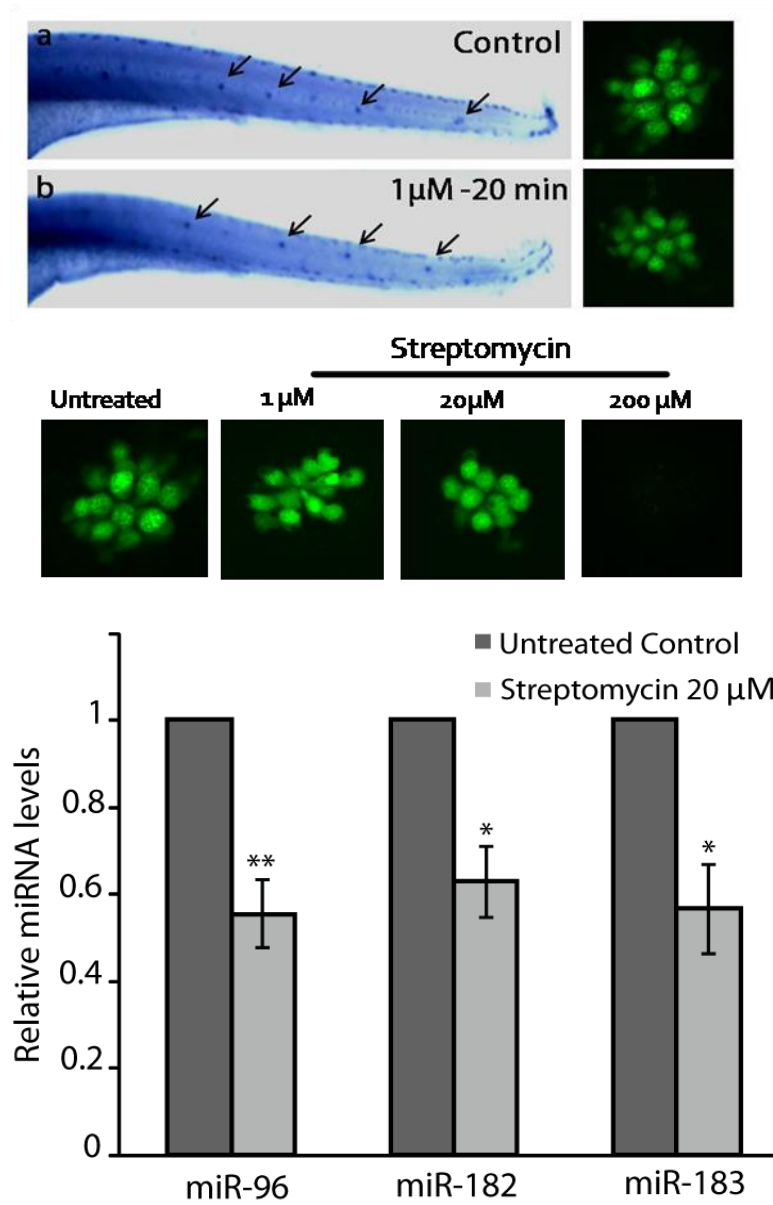 a
Control
b
1µM -20 min
Streptomycin
Untreated
1 µM
20µM
200 µM
Untreated Control
Streptomycin 20 µM
1
0.8
0.6
0.4
0.2
0
Relative miRNA levels
**
*
*
miR-96
miR-182
miR-183